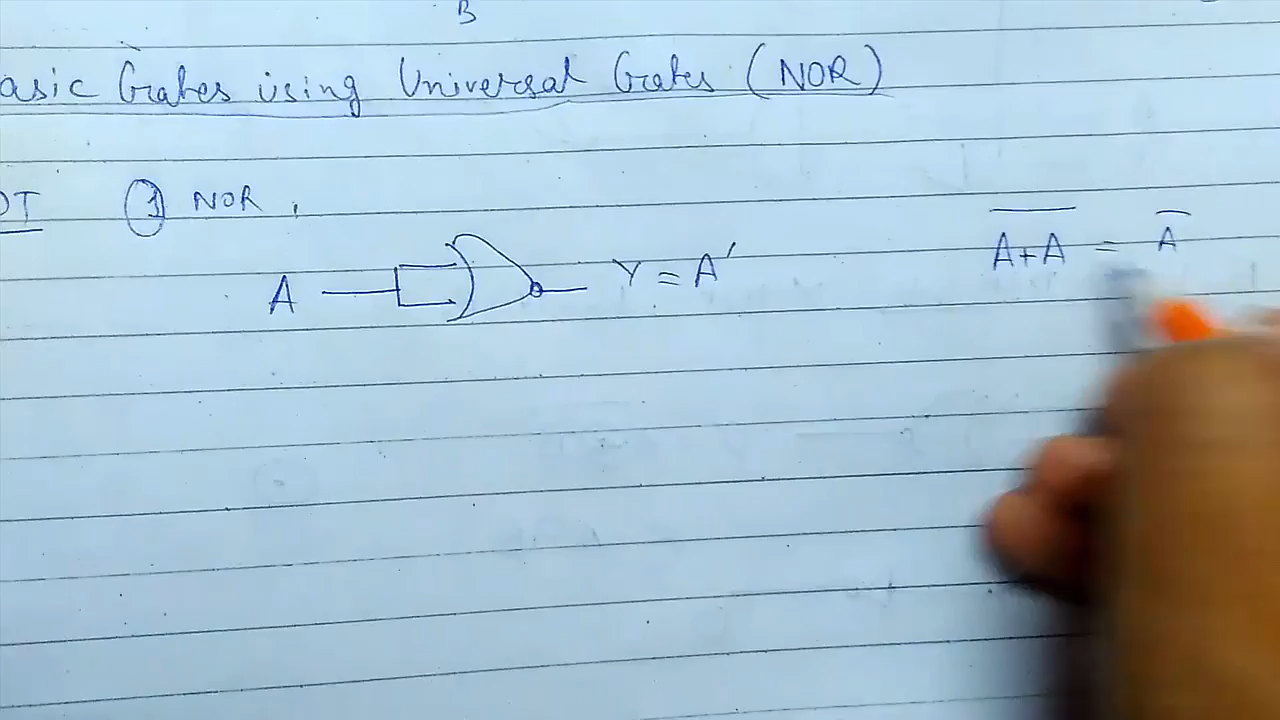 B
asic Gates using Universal Gates (NOR)
OT ① NOR,
A Y = A' A̅+̅A̅ = A̅